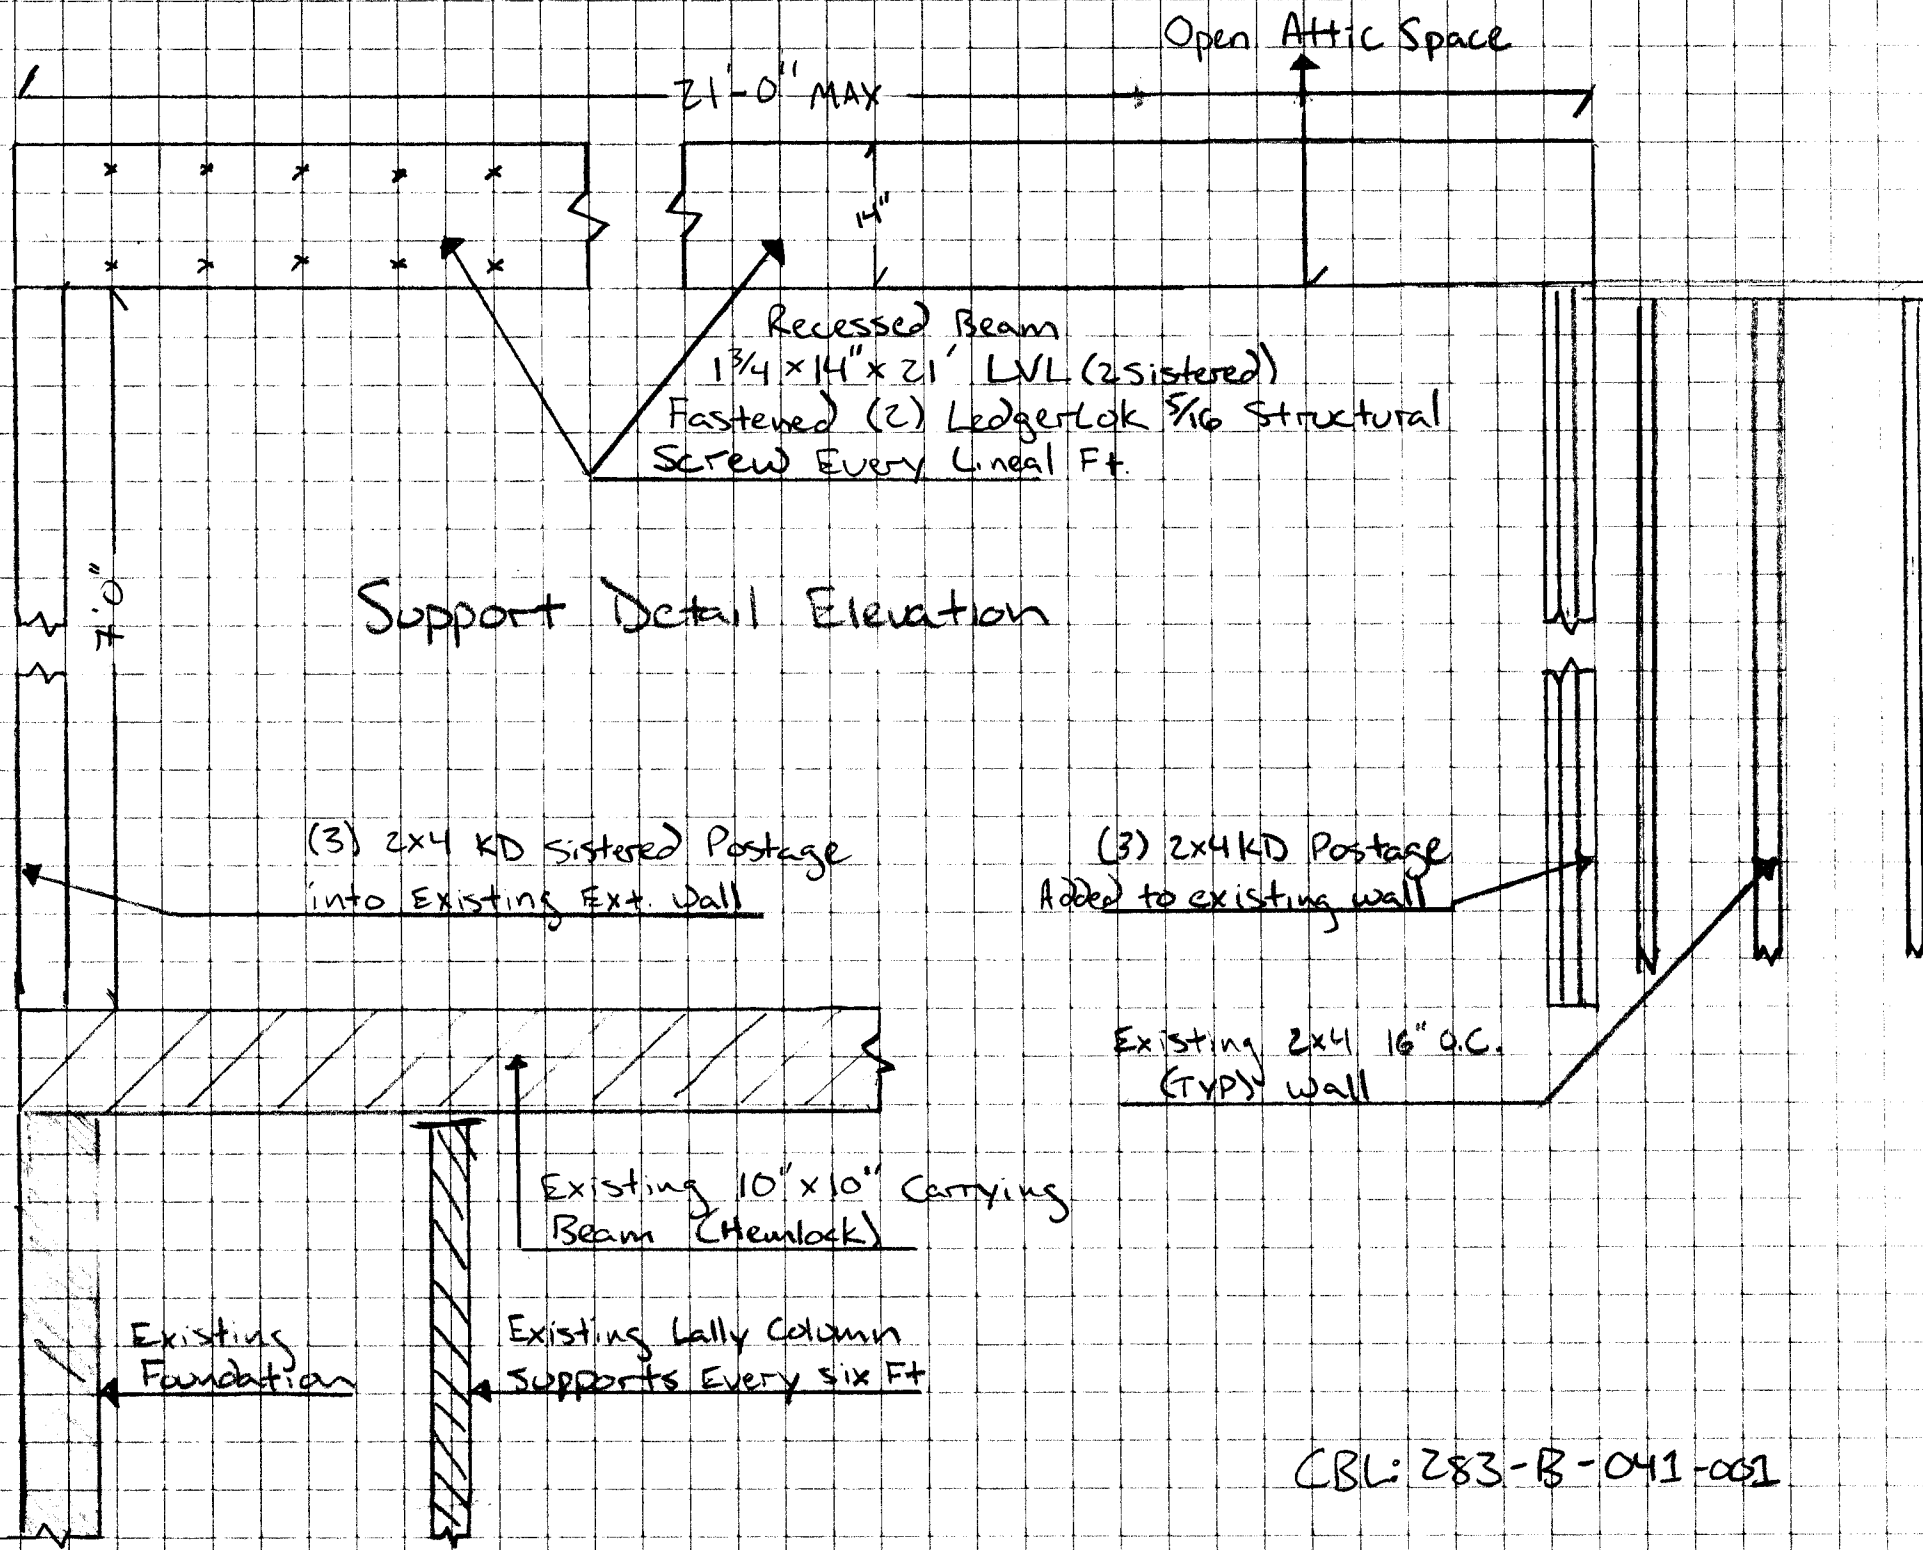 Open Attic Space
21'-0" MAX
14"
Recessed Beam
1 3/4 x 14" x 21' LVL (2 Sistered)
Fastened (2) LedgerLok 5/16 Structural
Screw Every Lineal Ft.
7'0"
Support Detail Elevation
(3) 2x4 KD Sistered Postage
into Existing Ext. Wall
(3) 2x4 KD Postage
Added to existing wall
Existing 2x4 16" O.C.
(TYP) Wall
Existing 10" x 10" Carrying
Beam (Hemlock)
Existing
Foundation
Existing Lally Column
Supports Every six Ft
CBL: 283-B-041-001